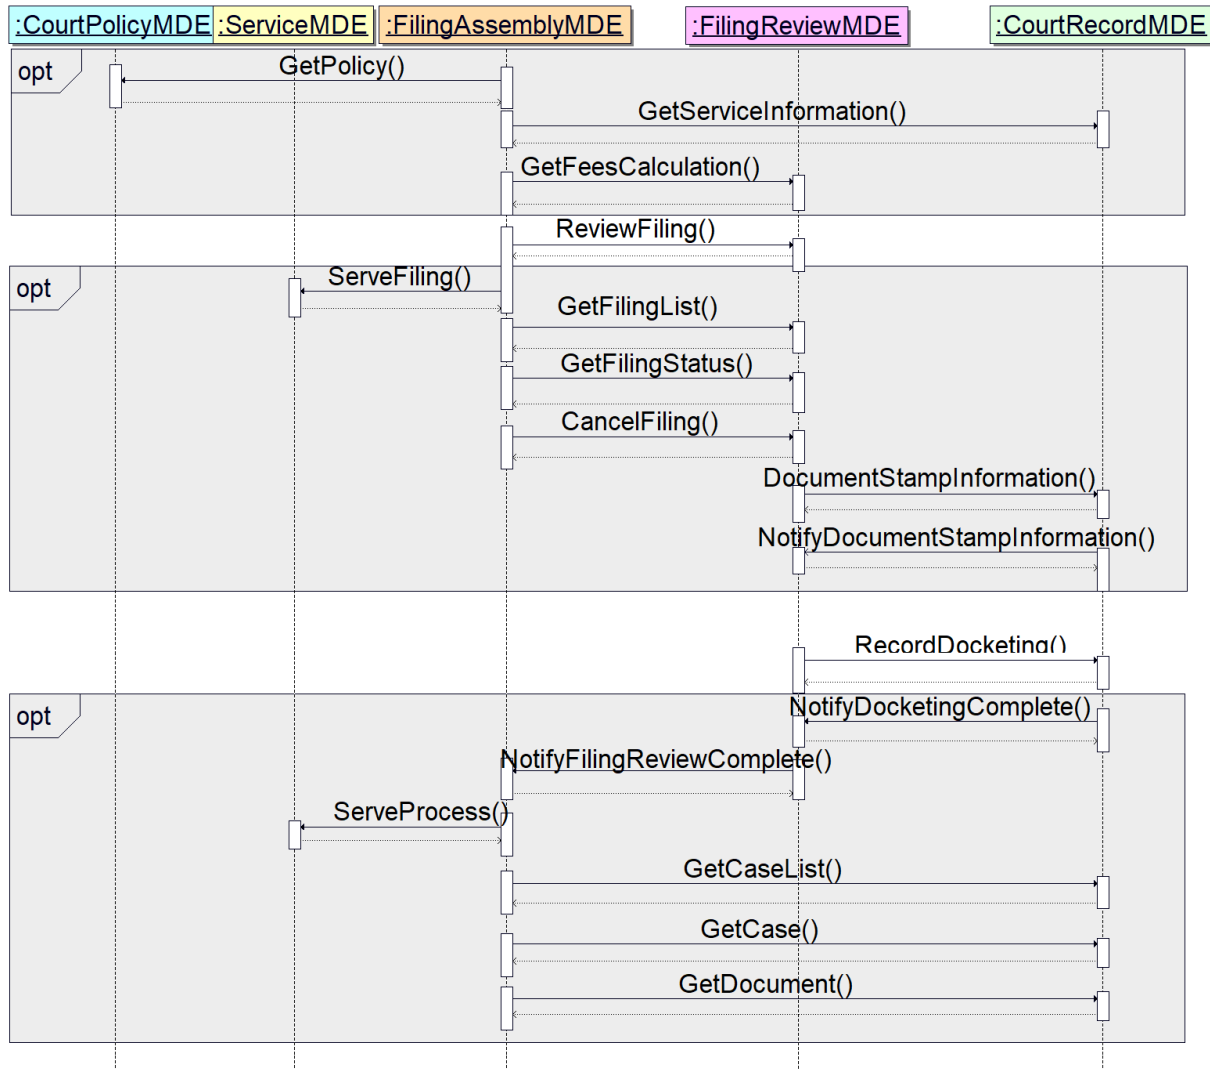 :CourtPolicyMDE :ServiceMDE :FilingAssemblyMDE :FilingReviewMDE :CourtRecordMDE
opt
GetPolicy()
GetServiceInformation()
GetFeesCalculation()
ReviewFiling()
opt
ServeFiling()
GetFilingList()
GetFilingStatus()
CancelFiling()
DocumentStampInformation()
NotifyDocumentStampInformation()
RecordDocketing()
opt
NotifyDocketingComplete()
NotifyFilingReviewComplete()
ServeProcess()
GetCaseList()
GetCase()
GetDocument()